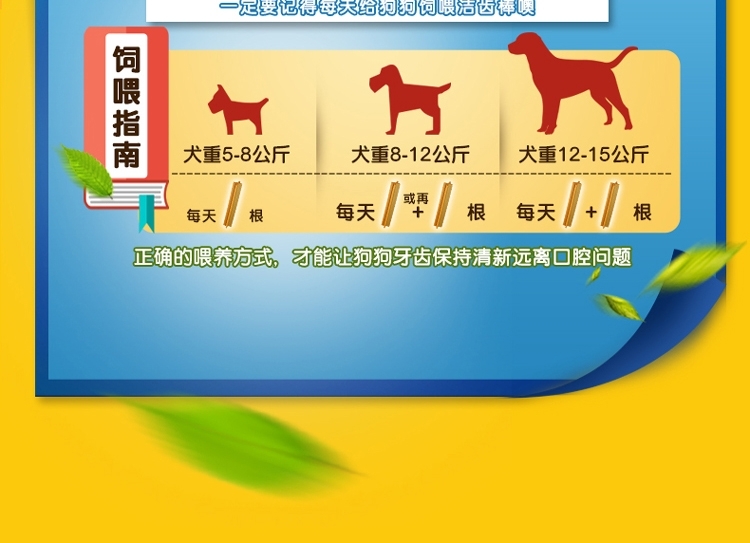 一定要记得每天给狗狗饲喂洁齿棒噢
饲喂指南
犬重5-8公斤
犬重8-12公斤
犬重12-15公斤
每天 根
每天 或再 + 根
每天 + 根
正确的喂养方式，才能让狗狗牙齿保持清新远离口腔问题